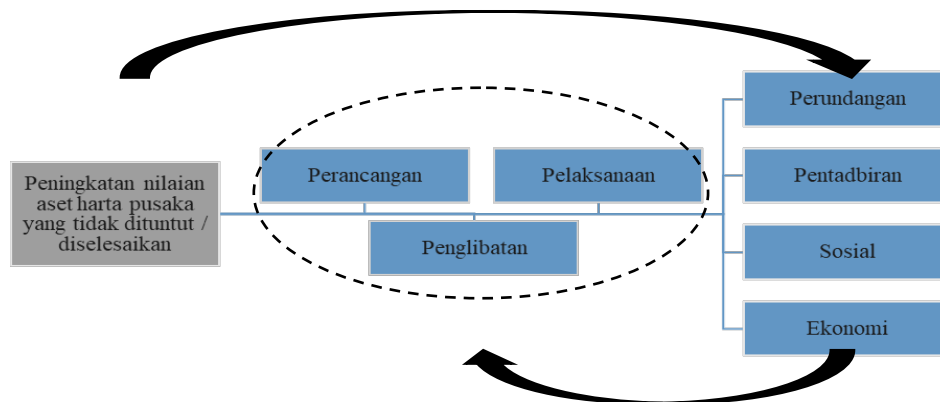 Peningkatan nilaian
aset harta pusaka
yang tidak dituntut /
diselesaikan
Perancangan
Pelaksanaan
Penglibatan
Perundangan
Pentadbiran
Sosial
Ekonomi